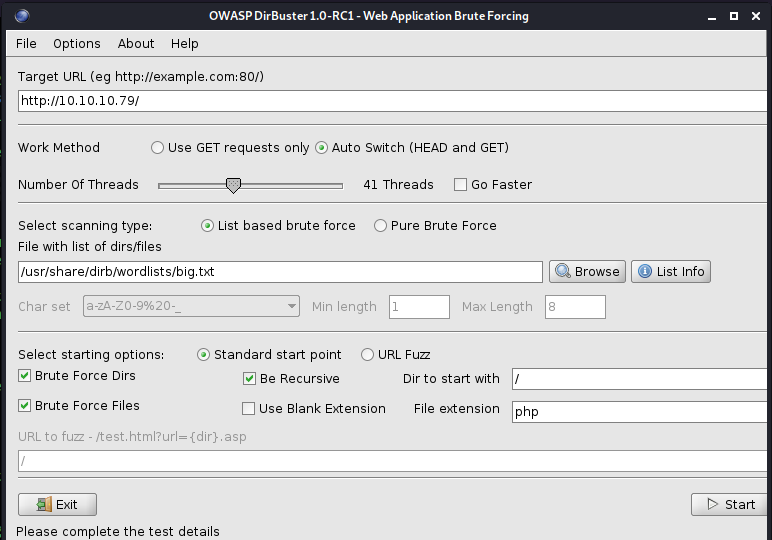 OWASP DirBuster 1.0-RC1 - Web Application Brute Forcing
File Options About Help
Target URL (eg http://example.com:80/)
http://10.10.10.79/
Work Method Use GET requests only Auto Switch (HEAD and GET)
Number Of Threads 41 Threads Go Faster
Select scanning type: List based brute force Pure Brute Force
File with list of dirs/files
/usr/share/dirb/wordlists/big.txt Browse List Info
Char set a-zA-Z0-9%20-_ Min length 1 Max Length 8
Select starting options: Standard start point URL Fuzz
Brute Force Dirs Be Recursive Dir to start with /
Brute Force Files Use Blank Extension File extension php
URL to fuzz - /test.html?url={dir}.asp
/
Exit Start
Please complete the test details